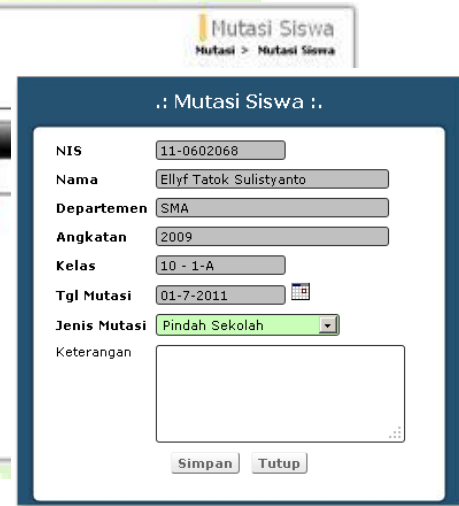 Mutasi Siswa
Mutasi > Mutasi Siswa
.: Mutasi Siswa :.
NIS 11-0602068
Nama Ellyf Tatok Sulistyanto
Departemen SMA
Angkatan 2009
Kelas 10 - 1-A
Tgl Mutasi 01-7-2011
Jenis Mutasi Pindah Sekolah
Keterangan
Simpan Tutup